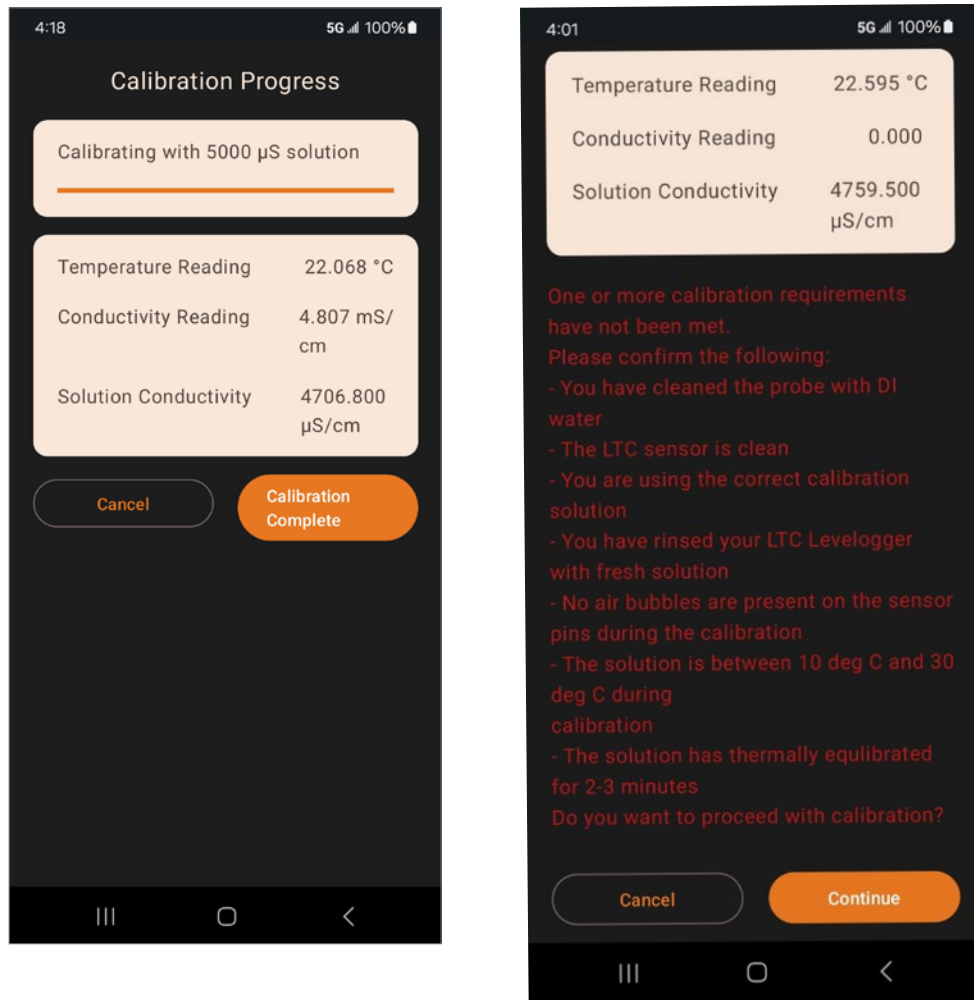 4:18
5G 100%
Calibration Progress
Calibrating with 5000 µS solution
Temperature Reading 22.068 °C
Conductivity Reading 4.807 mS/
cm
Solution Conductivity 4706.800
µS/cm
Cancel
Calibration
Complete
4:01
5G 100%
Temperature Reading 22.595 °C
Conductivity Reading 0.000
Solution Conductivity 4759.500
µS/cm
One or more calibration requirements
have not been met.
Please confirm the following:
- You have cleaned the probe with DI
water
- The LTC sensor is clean
- You are using the correct calibration
solution
- You have rinsed your LTC Levelogger
with fresh solution
- No air bubbles are present on the sensor
pins during the calibration
- The solution is between 10 deg C and 30
deg C during
calibration
- The solution has thermally equlibrated
for 2-3 minutes
Do you want to proceed with calibration?
Cancel
Continue